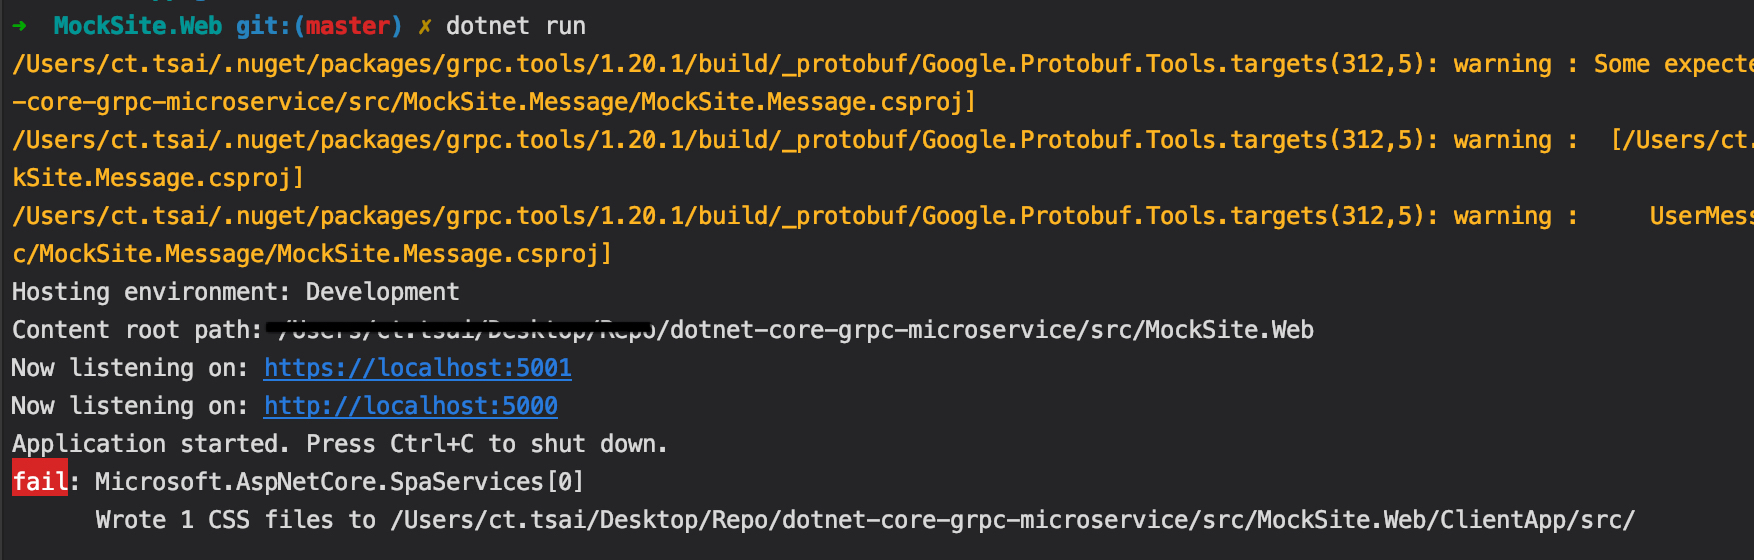 ➜  MockSite.Web git:(master) ✗ dotnet run
/Users/ct.tsai/.nuget/packages/grpc.tools/1.20.1/build/_protobuf/Google.Protobuf.Tools.targets(312,5): warning : Some expecte
-core-grpc-microservice/src/MockSite.Message/MockSite.Message.csproj]
/Users/ct.tsai/.nuget/packages/grpc.tools/1.20.1/build/_protobuf/Google.Protobuf.Tools.targets(312,5): warning :  [/Users/ct.
kSite.Message.csproj]
/Users/ct.tsai/.nuget/packages/grpc.tools/1.20.1/build/_protobuf/Google.Protobuf.Tools.targets(312,5): warning :     UserMess
c/MockSite.Message/MockSite.Message.csproj]
Hosting environment: Development
Content root path: /Users/ct.tsai/Desktop/Repo/dotnet-core-grpc-microservice/src/MockSite.Web
Now listening on: https://localhost:5001
Now listening on: http://localhost:5000
Application started. Press Ctrl+C to shut down.
fail: Microsoft.AspNetCore.SpaServices[0]
      Wrote 1 CSS files to /Users/ct.tsai/Desktop/Repo/dotnet-core-grpc-microservice/src/MockSite.Web/ClientApp/src/